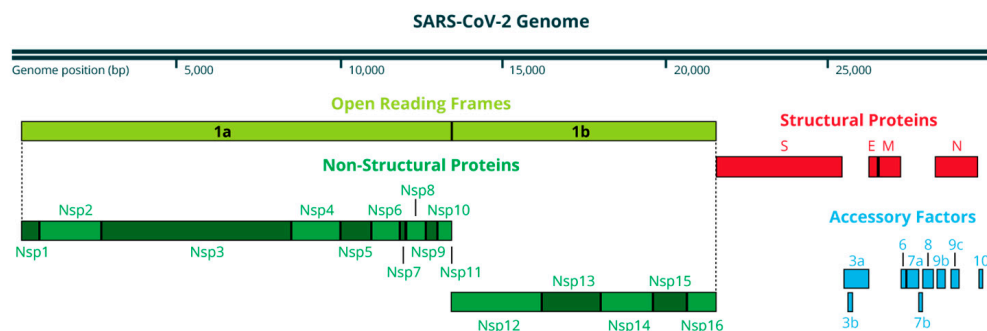 SARS-CoV-2 Genome
Genome position (bp) 5,000 10,000 15,000 20,000 25,000
Open Reading Frames
1a 1b
Structural Proteins
S E M N
Non-Structural Proteins
Nsp8
Nsp2 Nsp4 Nsp6 Nsp10
Nsp1 Nsp3 Nsp5 Nsp9
Nsp7 Nsp11
Accessory Factors
6 8 9c
3a 7a 9b 10
3b 7b
Nsp13 Nsp15
Nsp12 Nsp14 Nsp16